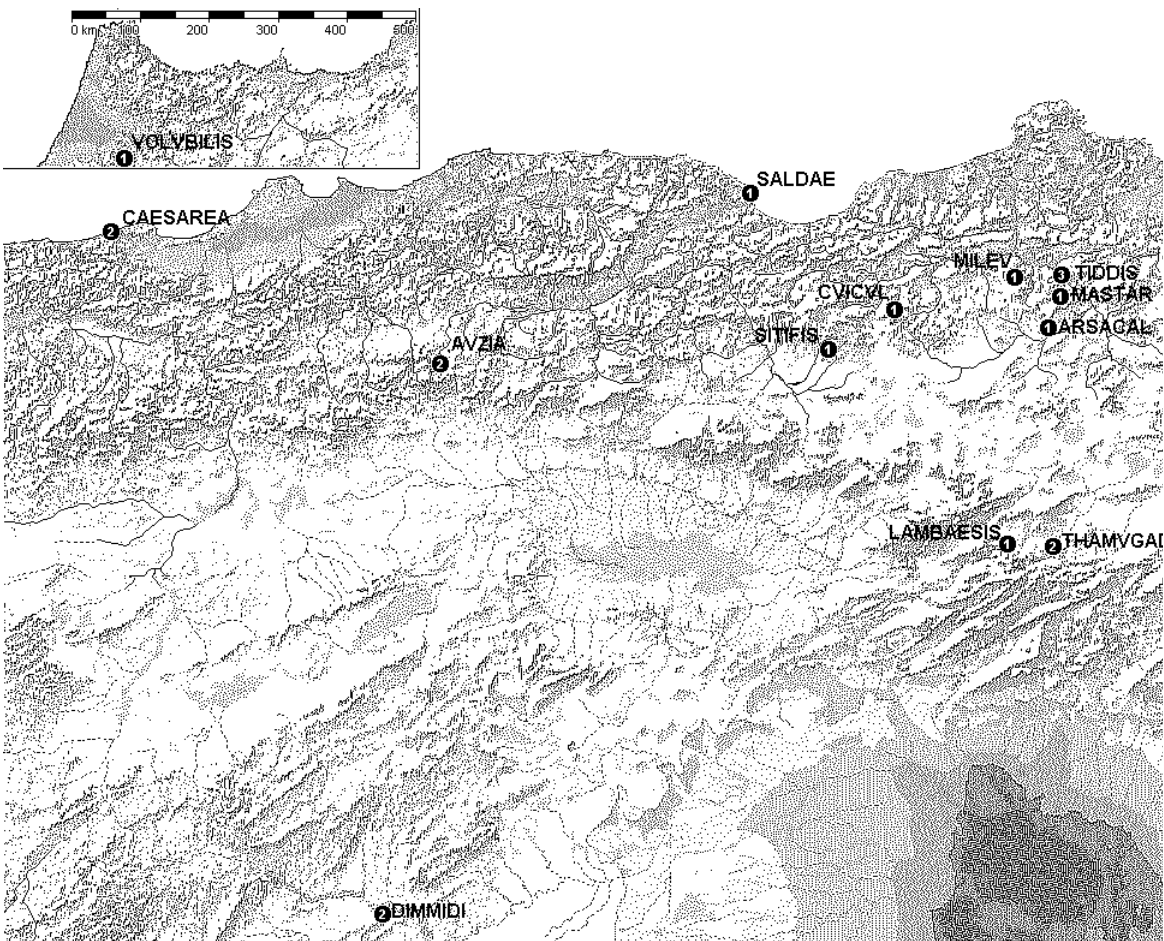 0 km 100 200 300 400 500
VOLVBILIS
1
SALDAE
1
CAESAREA
2
MILEV
1
3 TIDDIS
CVICVL
1
1 MASTAR
1 ARSACAL
SITIFIS
1
AVZIA
2
LAMBAESIS
1
2 THAMVGAD
2 DIMMIDI